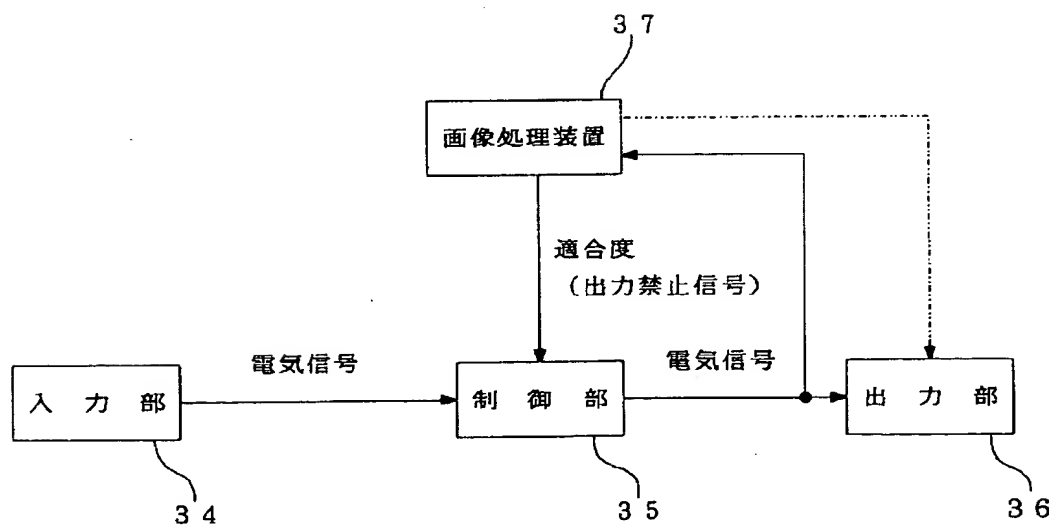 ３７
画像処理装置
適合度
（出力禁止信号）
電気信号
電気信号
入力部
制御部
出力部
３４
３５
３６